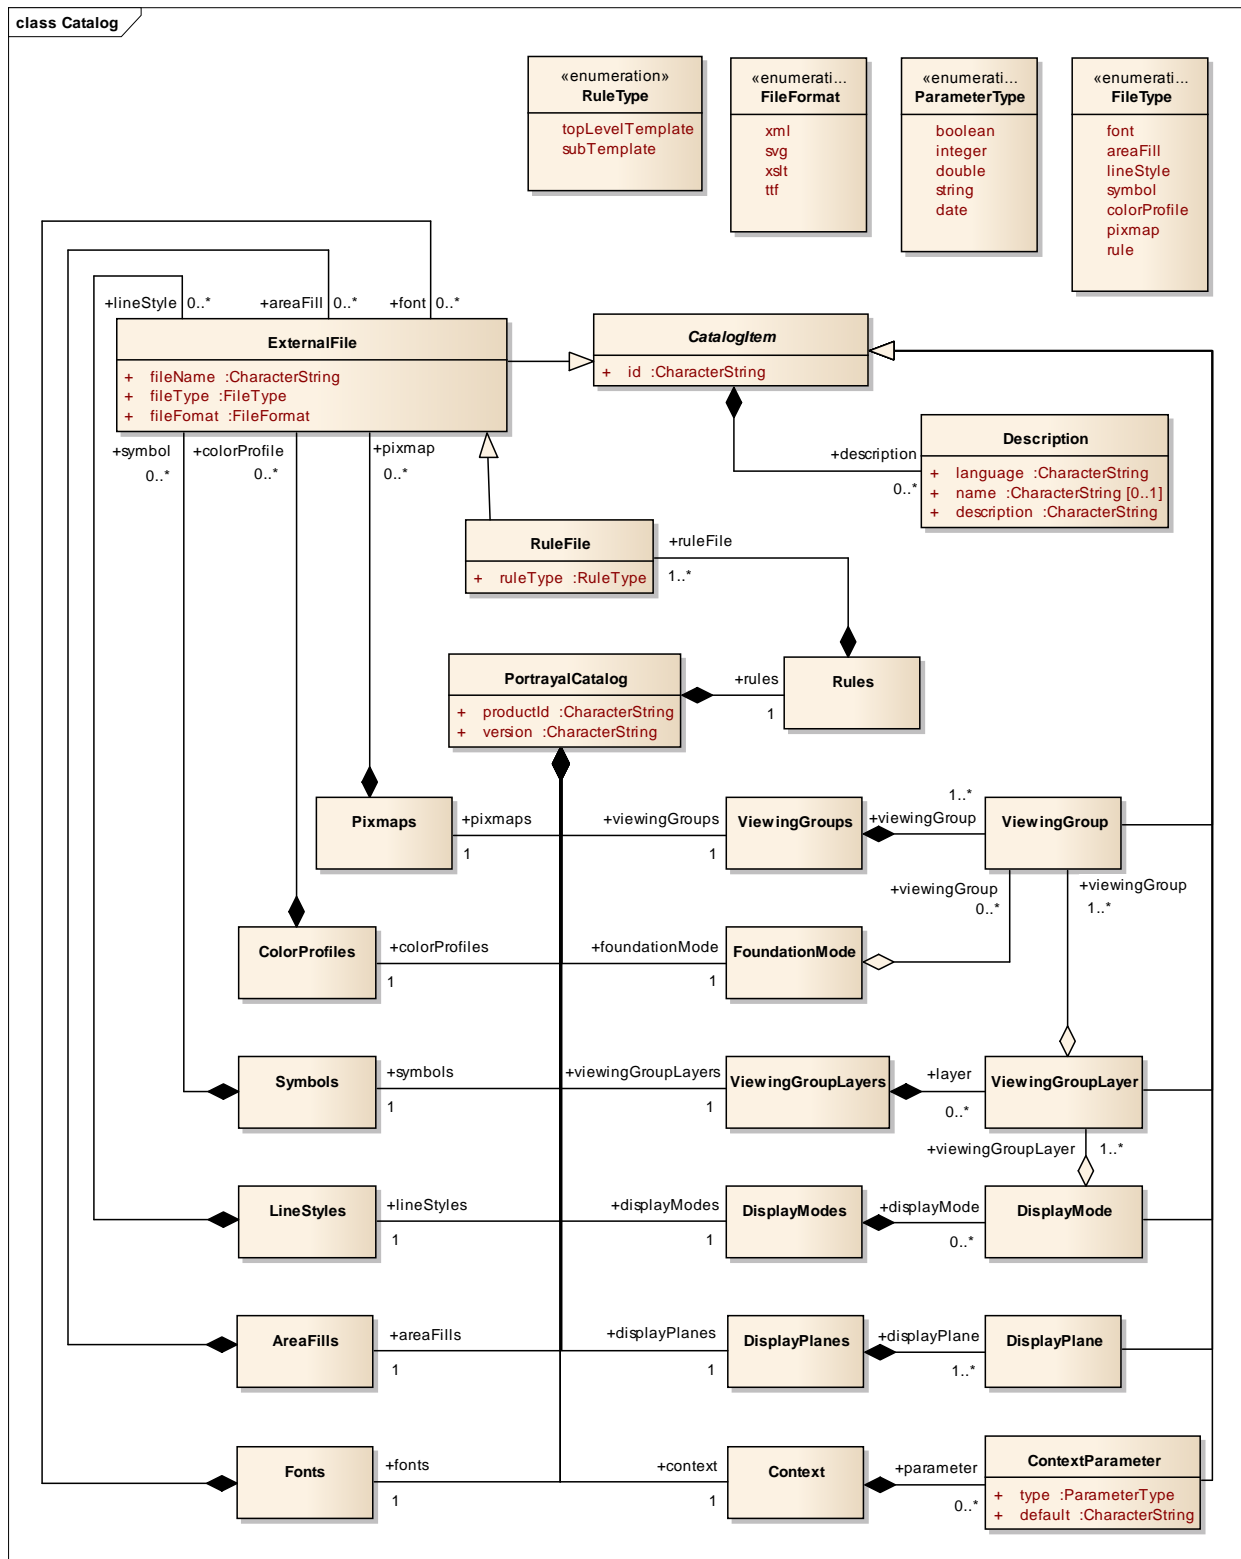 class Catalog
«enumeration»
RuleType
topLevelTemplate
subTemplate
«enumerati...
FileFormat
xml
svg
xslt
ttf
«enumerati...
ParameterType
boolean
integer
double
string
date
«enumerati...
FileType
font
areaFill
lineStyle
symbol
colorProfile
pixmap
rule
+lineStyle 0..*
+areaFill 0..*
+font 0..*
ExternalFile
+ fileName :CharacterString
+ fileType :FileType
+ fileFomat :FileFormat
CatalogItem
+ id :CharacterString
+symbol
0..*
+colorProfile
0..*
+pixmap
0..*
+description
0..*
Description
+ language :CharacterString
+ name :CharacterString [0..1]
+ description :CharacterString
RuleFile
+ ruleType :RuleType
+ruleFile
1..*
PortrayalCatalog
+ productId :CharacterString
+ version :CharacterString
+rules
1
Rules
Pixmaps
+pixmaps
1
+viewingGroups
1
ViewingGroups
1..*
+viewingGroup
ViewingGroup
+viewingGroup
0..*
+viewingGroup
1..*
ColorProfiles
+colorProfiles
1
+foundationMode
1
FoundationMode
Symbols
+symbols
1
+viewingGroupLayers
1
ViewingGroupLayers
+layer
0..*
ViewingGroupLayer
+viewingGroupLayer 1..*
LineStyles
+lineStyles
1
+displayModes
1
DisplayModes
+displayMode
0..*
DisplayMode
AreaFills
+areaFills
1
+displayPlanes
1
DisplayPlanes
+displayPlane
1..*
DisplayPlane
Fonts
+fonts
1
+context
1
Context
+parameter
0..*
ContextParameter
+ type :ParameterType
+ default :CharacterString